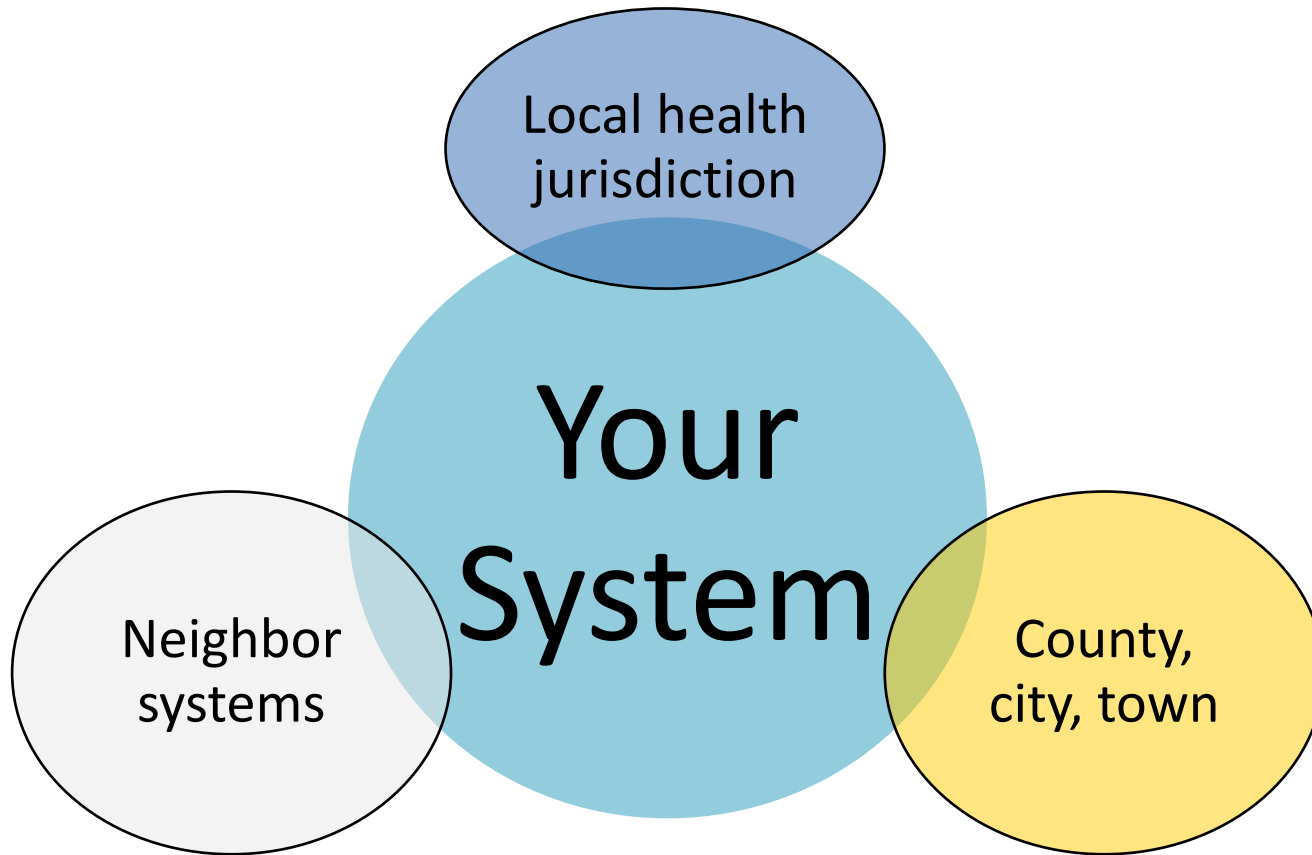 Local health
jurisdiction
Your
System
Neighbor
systems
County,
city, town